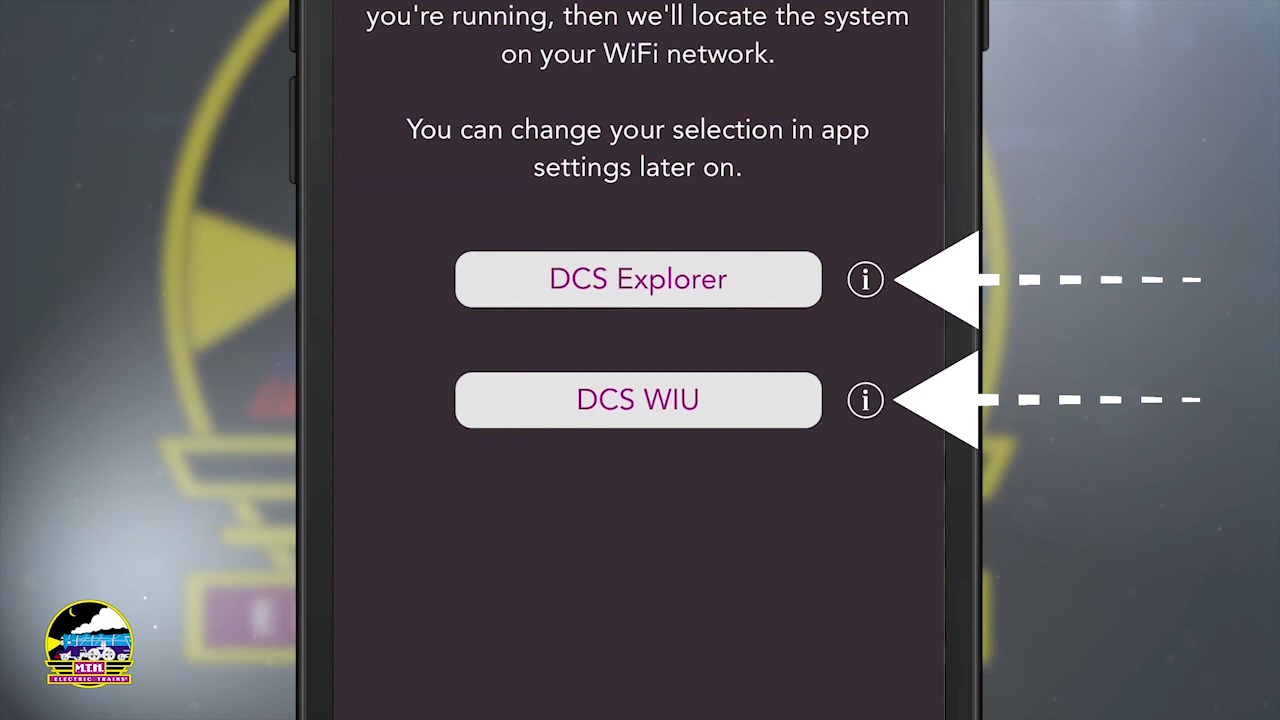 you're running, then we'll locate the system
on your WiFi network.
You can change your selection in app
settings later on.
DCS Explorer
i
DCS WIU
i
M.T.H.
ELECTRIC TRAINS